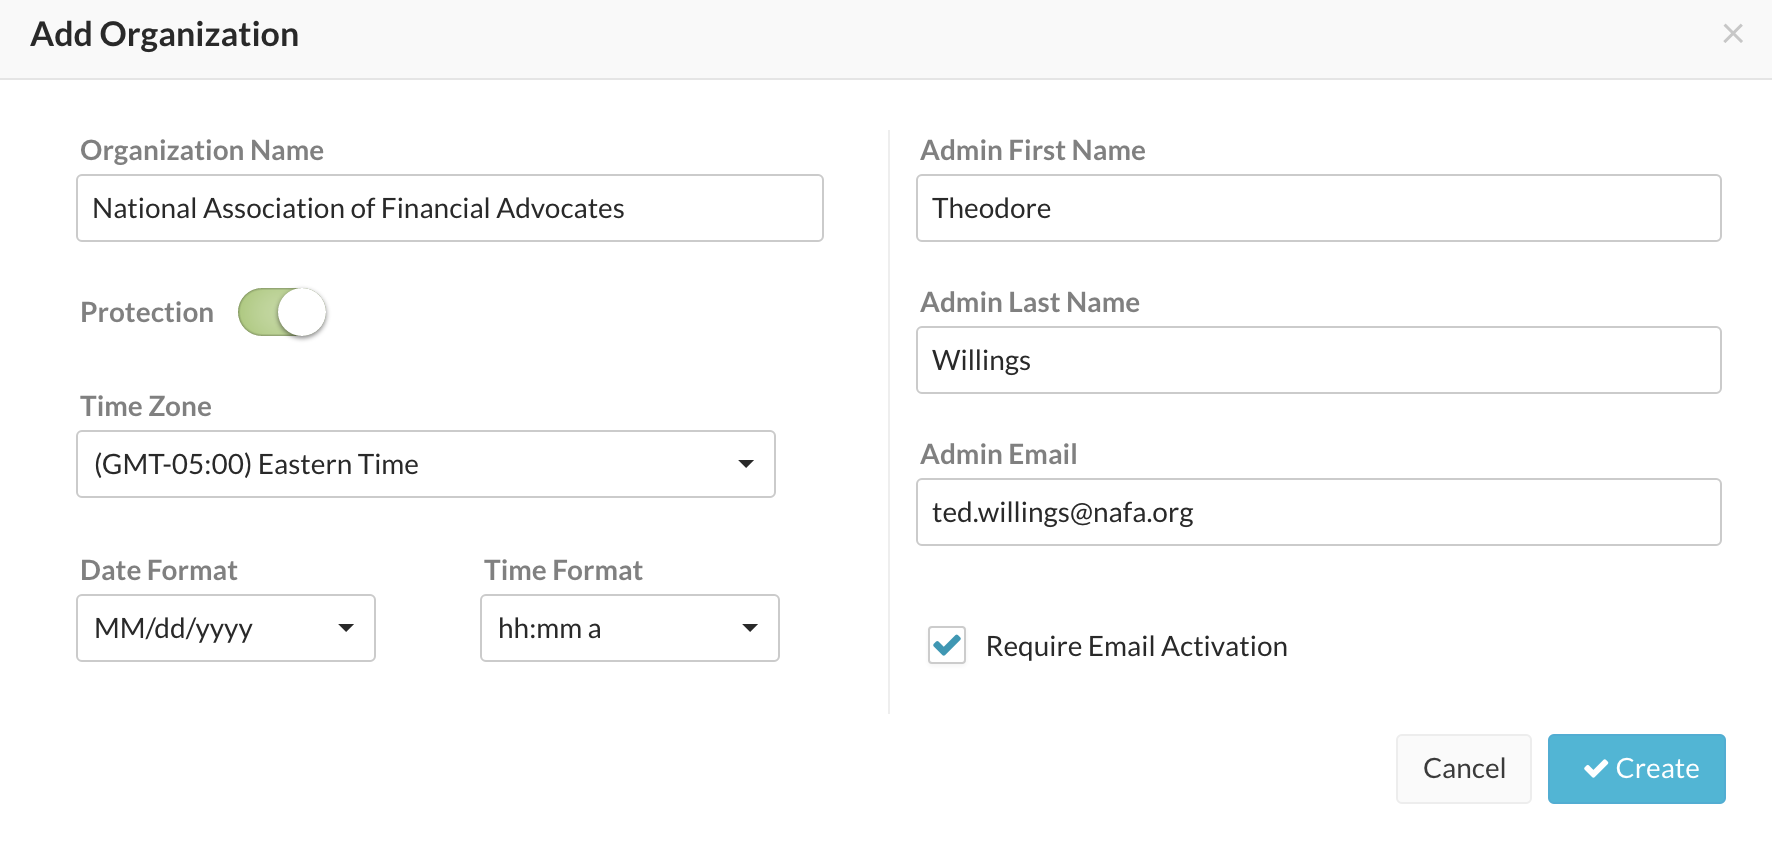 Add Organization
Organization Name
National Association of Financial Advocates
Protection
Time Zone
(GMT-05:00) Eastern Time
Date Format
MM/dd/yyyy
Time Format
hh:mm a
Admin First Name
Theodore
Admin Last Name
Willings
Admin Email
ted.willings@nafa.org
Require Email Activation
Cancel
Create